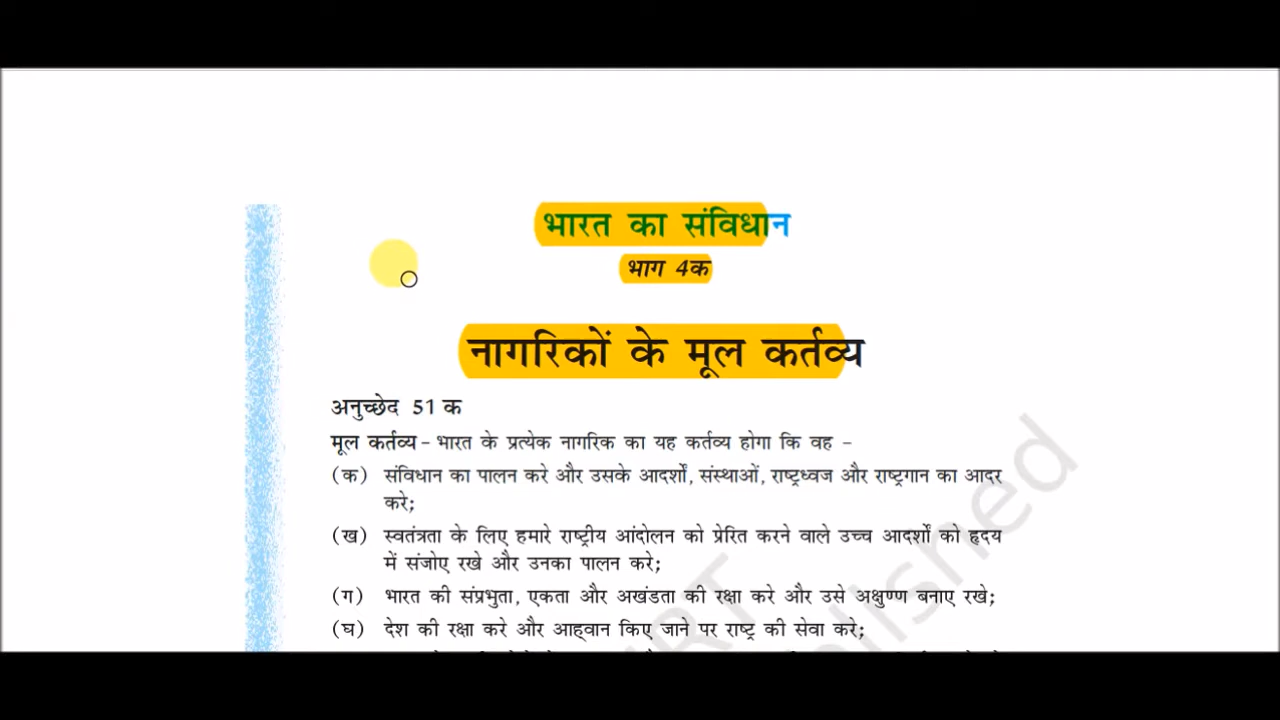 भारत का संविधान
भाग 4क
नागरिकों के मूल कर्तव्य
अनुच्छेद 51 क
मूल कर्तव्य – भारत के प्रत्येक नागरिक का यह कर्तव्य होगा कि वह –
(क) संविधान का पालन करे और उसके आदर्शों, संस्थाओं, राष्ट्रध्वज और राष्ट्रगान का आदर
करे;
(ख) स्वतंत्रता के लिए हमारे राष्ट्रीय आंदोलन को प्रेरित करने वाले उच्च आदर्शों को हृदय
में संजोए रखे और उनका पालन करे;
(ग) भारत की संप्रभुता, एकता और अखंडता की रक्षा करे और उसे अक्षुण्ण बनाए रखे;
(घ) देश की रक्षा करे और आह्वान किए जाने पर राष्ट्र की सेवा करे;